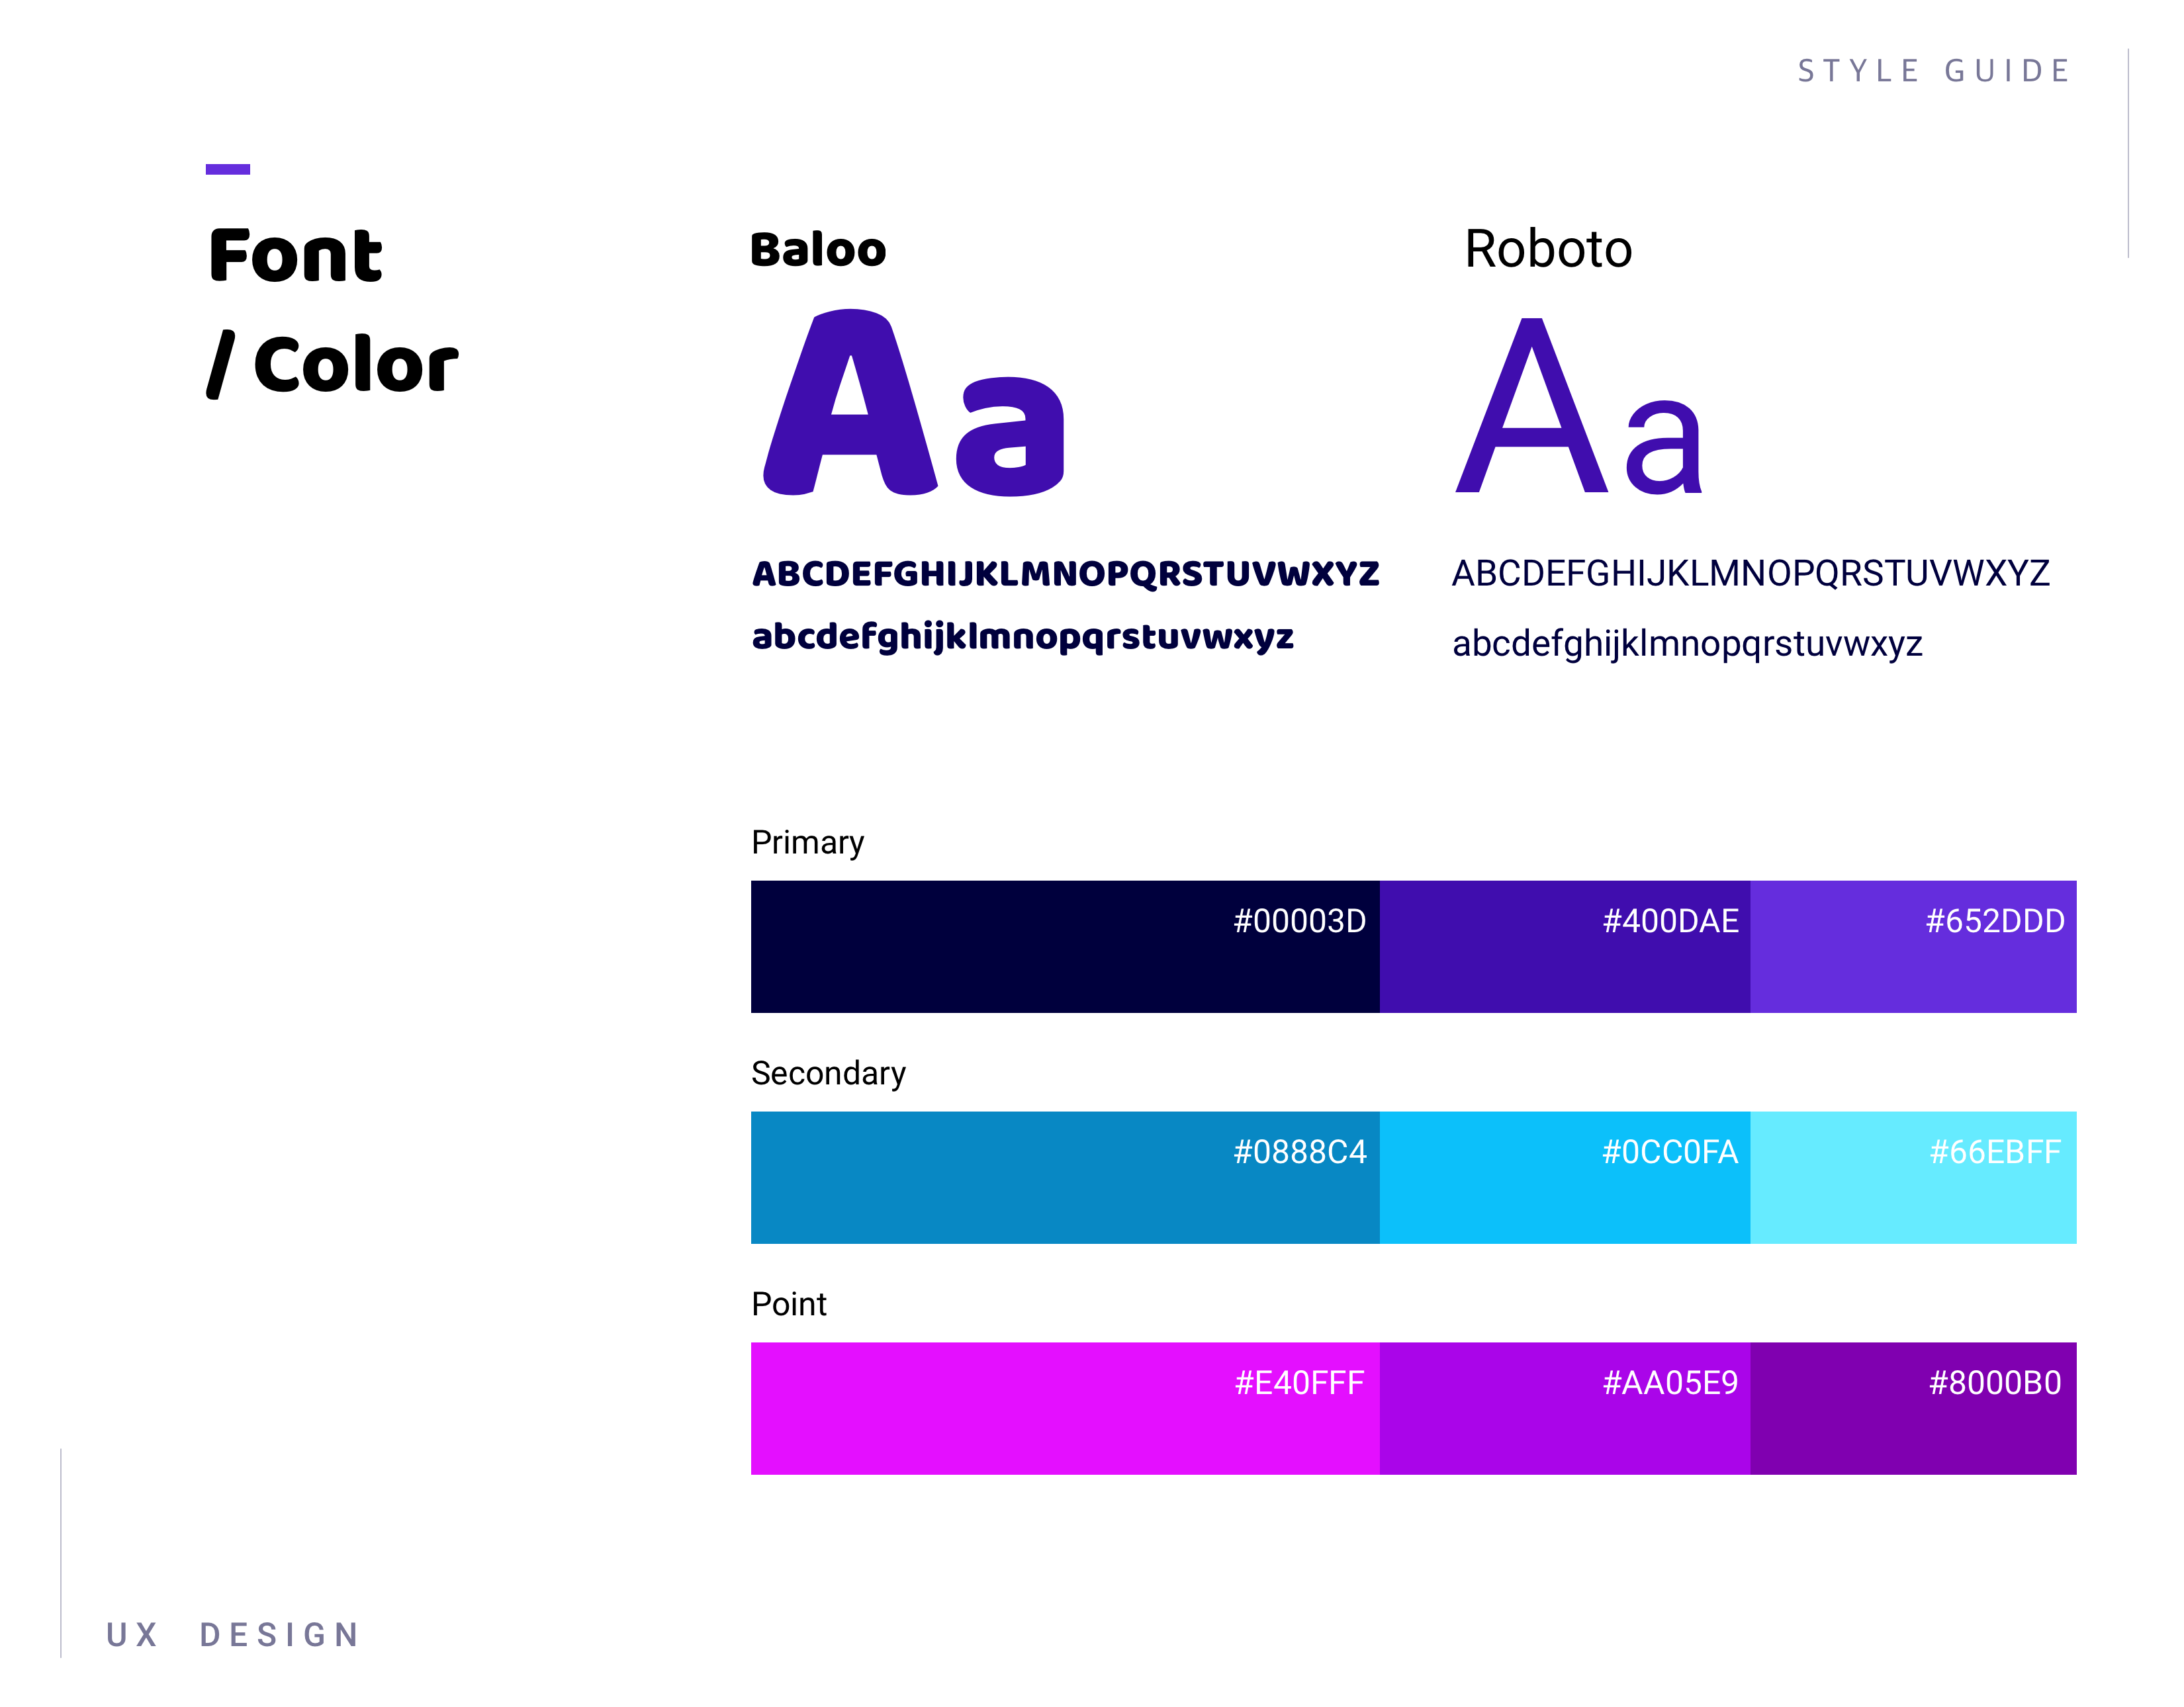 STYLE GUIDE
Font
/ Color
Baloo
Aa
ABCDEFGHIJKLMNOPQRSTUVWXYZ
abcdefghijklmnopqrstuvwxyz
Roboto
Aa
ABCDEFGHIJKLMNOPQRSTUVWXYZ
abcdefghijklmnopqrstuvwxyz
Primary
#00003D
#400DAE
#652DDD
Secondary
#0888C4
#0CC0FA
#66EBFF
Point
#E40FFF
#AA05E9
#8000B0
UX DESIGN